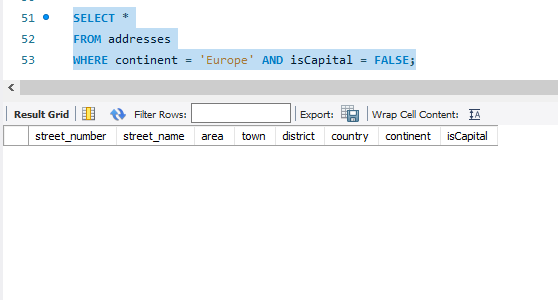 51 SELECT *
52 FROM addresses
53 WHERE continent = 'Europe' AND isCapital = FALSE;
Result Grid Filter Rows: Export: Wrap Cell Content:
street_number street_name area town district country continent isCapital